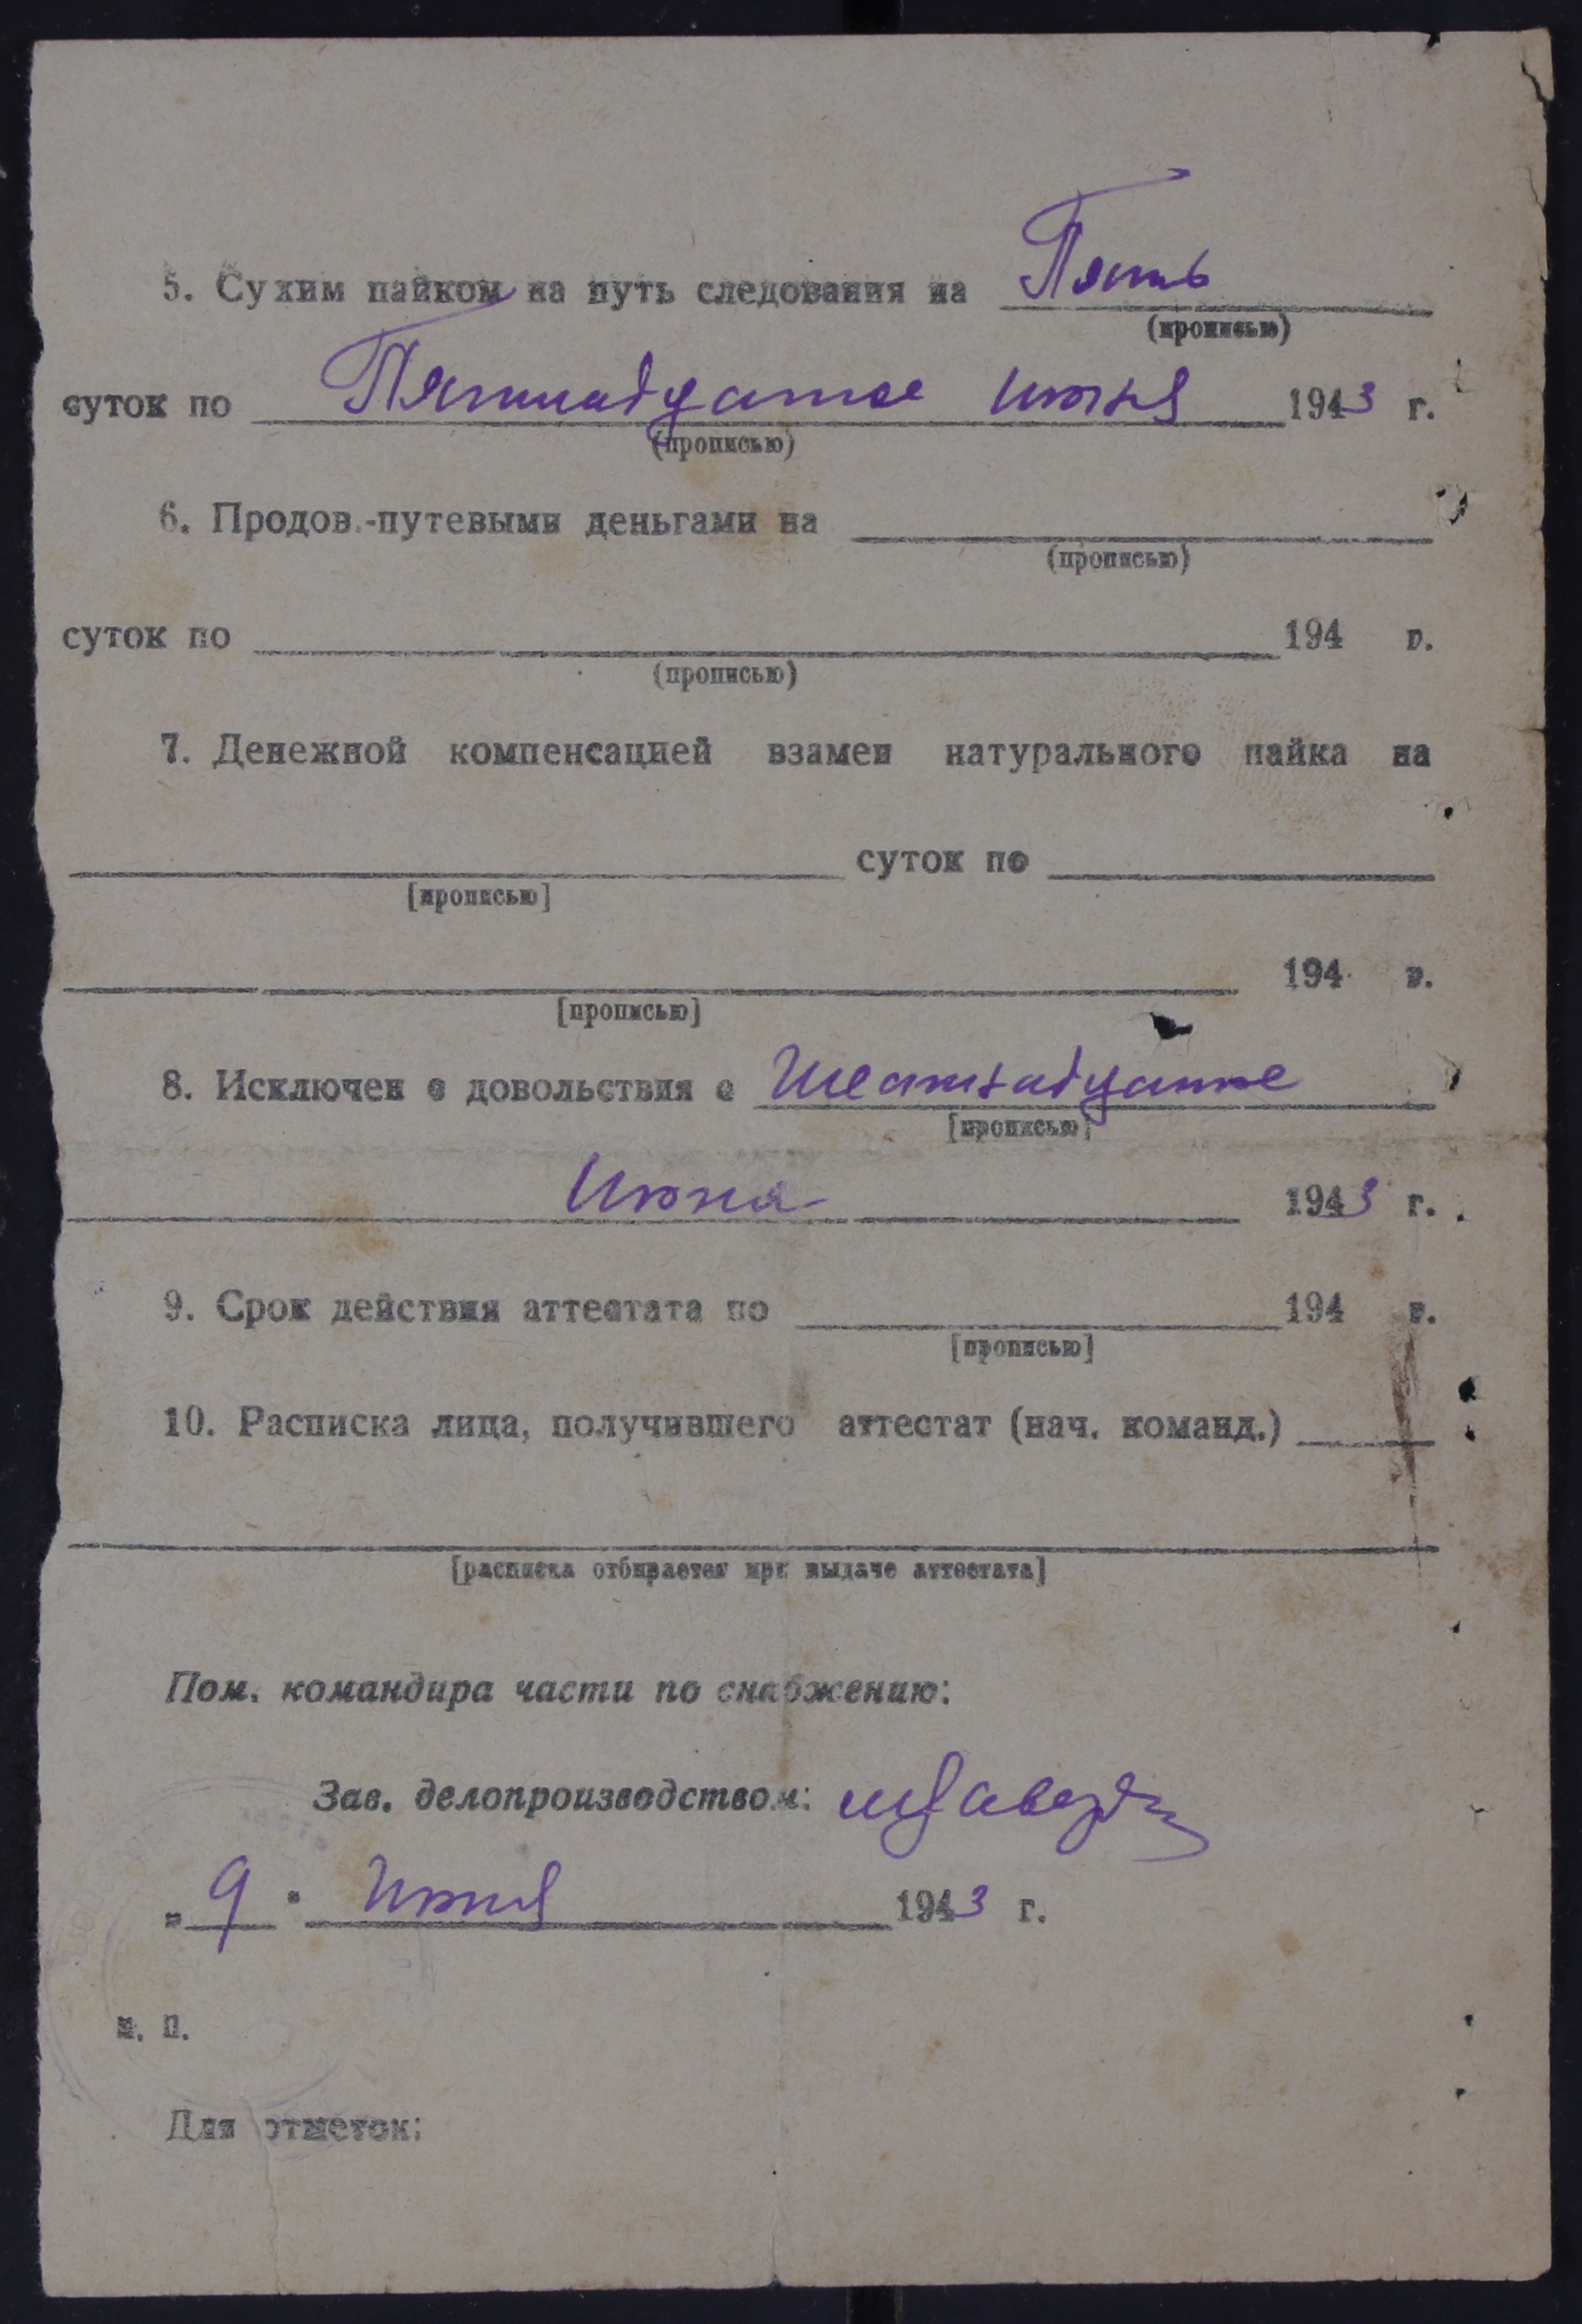 5. Сухим пайком на путь следования на Пять
(прописью)
суток по Пятнадцатое июня 1943 г.
(прописью)
6. Продов.-путевыми деньгами на
(прописью)
суток по 194 г.
(прописью)
7. Денежной компенсацией взамен натурального пайка на
суток по
[прописью]
194 г.
[прописью]
8. Исключен с довольствия с Шестнадцатое
[прописью]
Июня 1943 г.
9. Срок действия аттестата по 194 г.
[прописью]
10. Расписка лица, получившего аттестат (нач. команд.)
[расписка отбирается при выдаче аттестата]
Пом. командира части по снабжению:
Зав. делопроизводством:
„ 9 " Июня 1943 г.
м. п.
Для отметок: